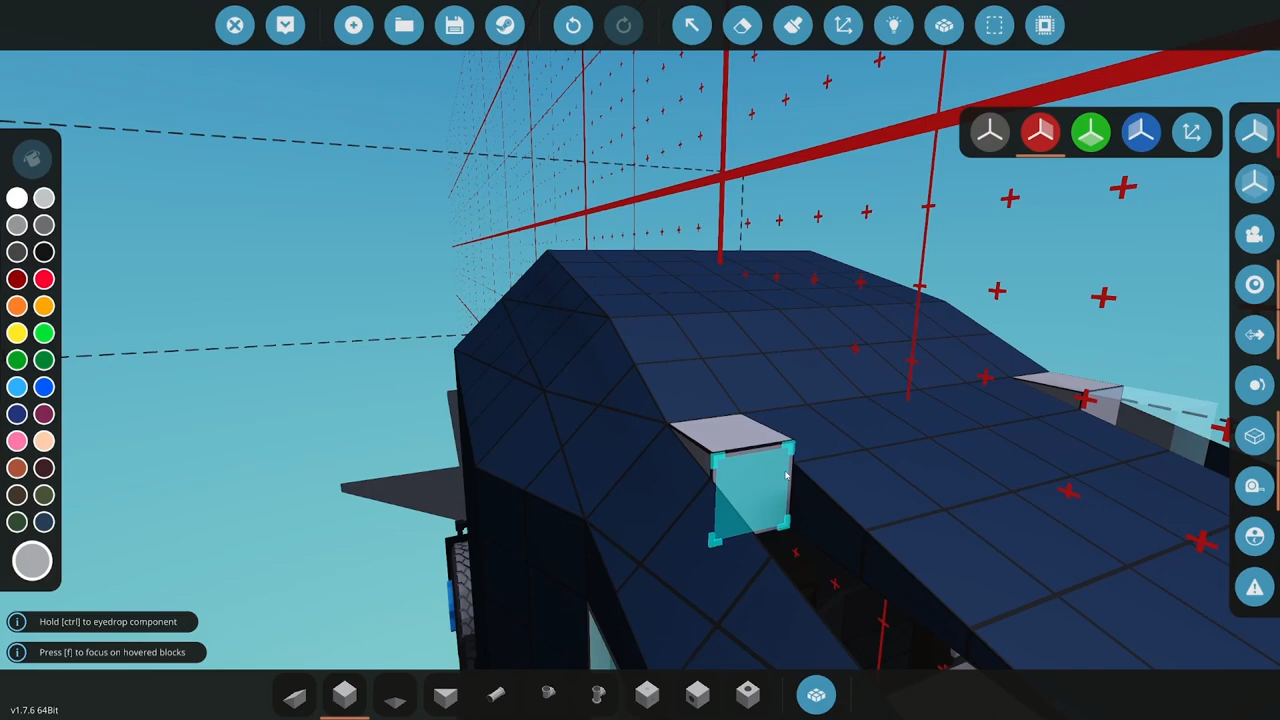 Hold [ctrl] to eyedrop component
Press [f] to focus on hovered blocks
v1.7.6 64Bit